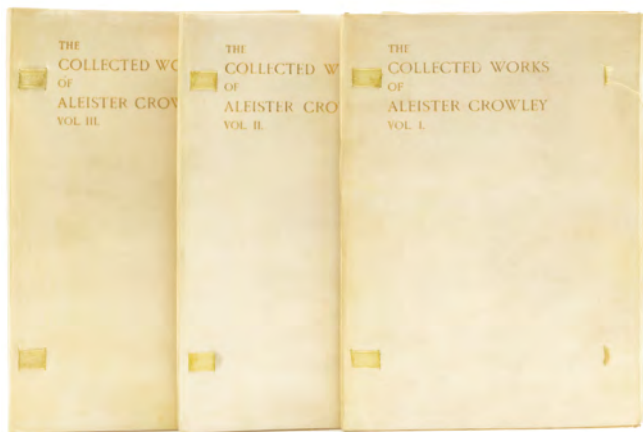 THE
COLLECTED WO
OF
ALEISTER CROW
VOL. III.
THE
COLLECTED W
OF
ALEISTER CRO
VOL. II.
THE
COLLECTED WORKS
OF
ALEISTER CROWLEY
VOL. I.